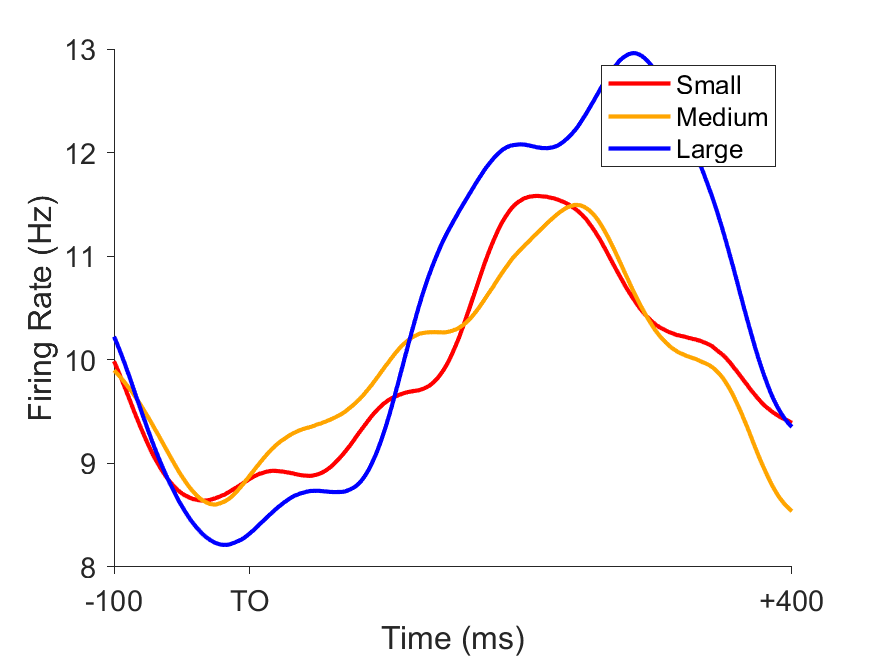 13
12
11
10
9
8
Firing Rate (Hz)
Small
Medium
Large
-100
TO
+400
Time (ms)